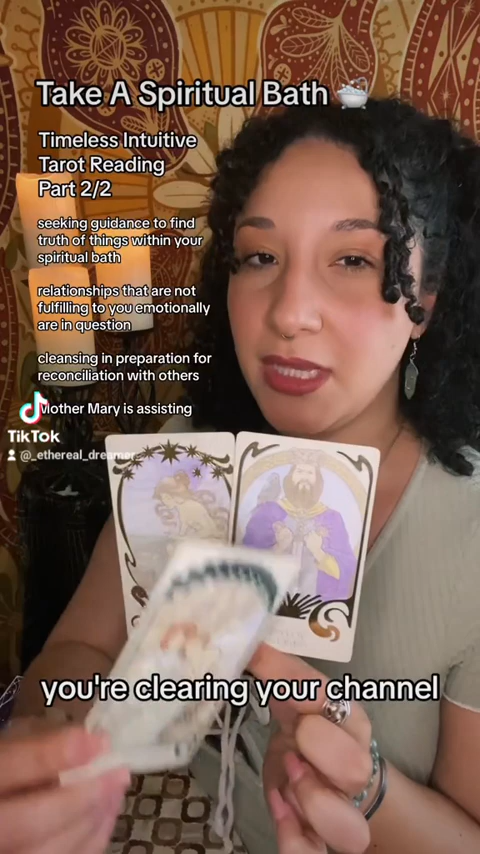 Take A Spiritual Bath
Timeless Intuitive
Tarot Reading
Part 2/2
seeking guidance to find
truth of things within your
spiritual bath
relationships that are not
fulfilling to you emotionally
are in question
cleansing in preparation for
reconciliation with others
Mother Mary is assisting
TikTok
@_ethereal_dreamer_
you're clearing your channel